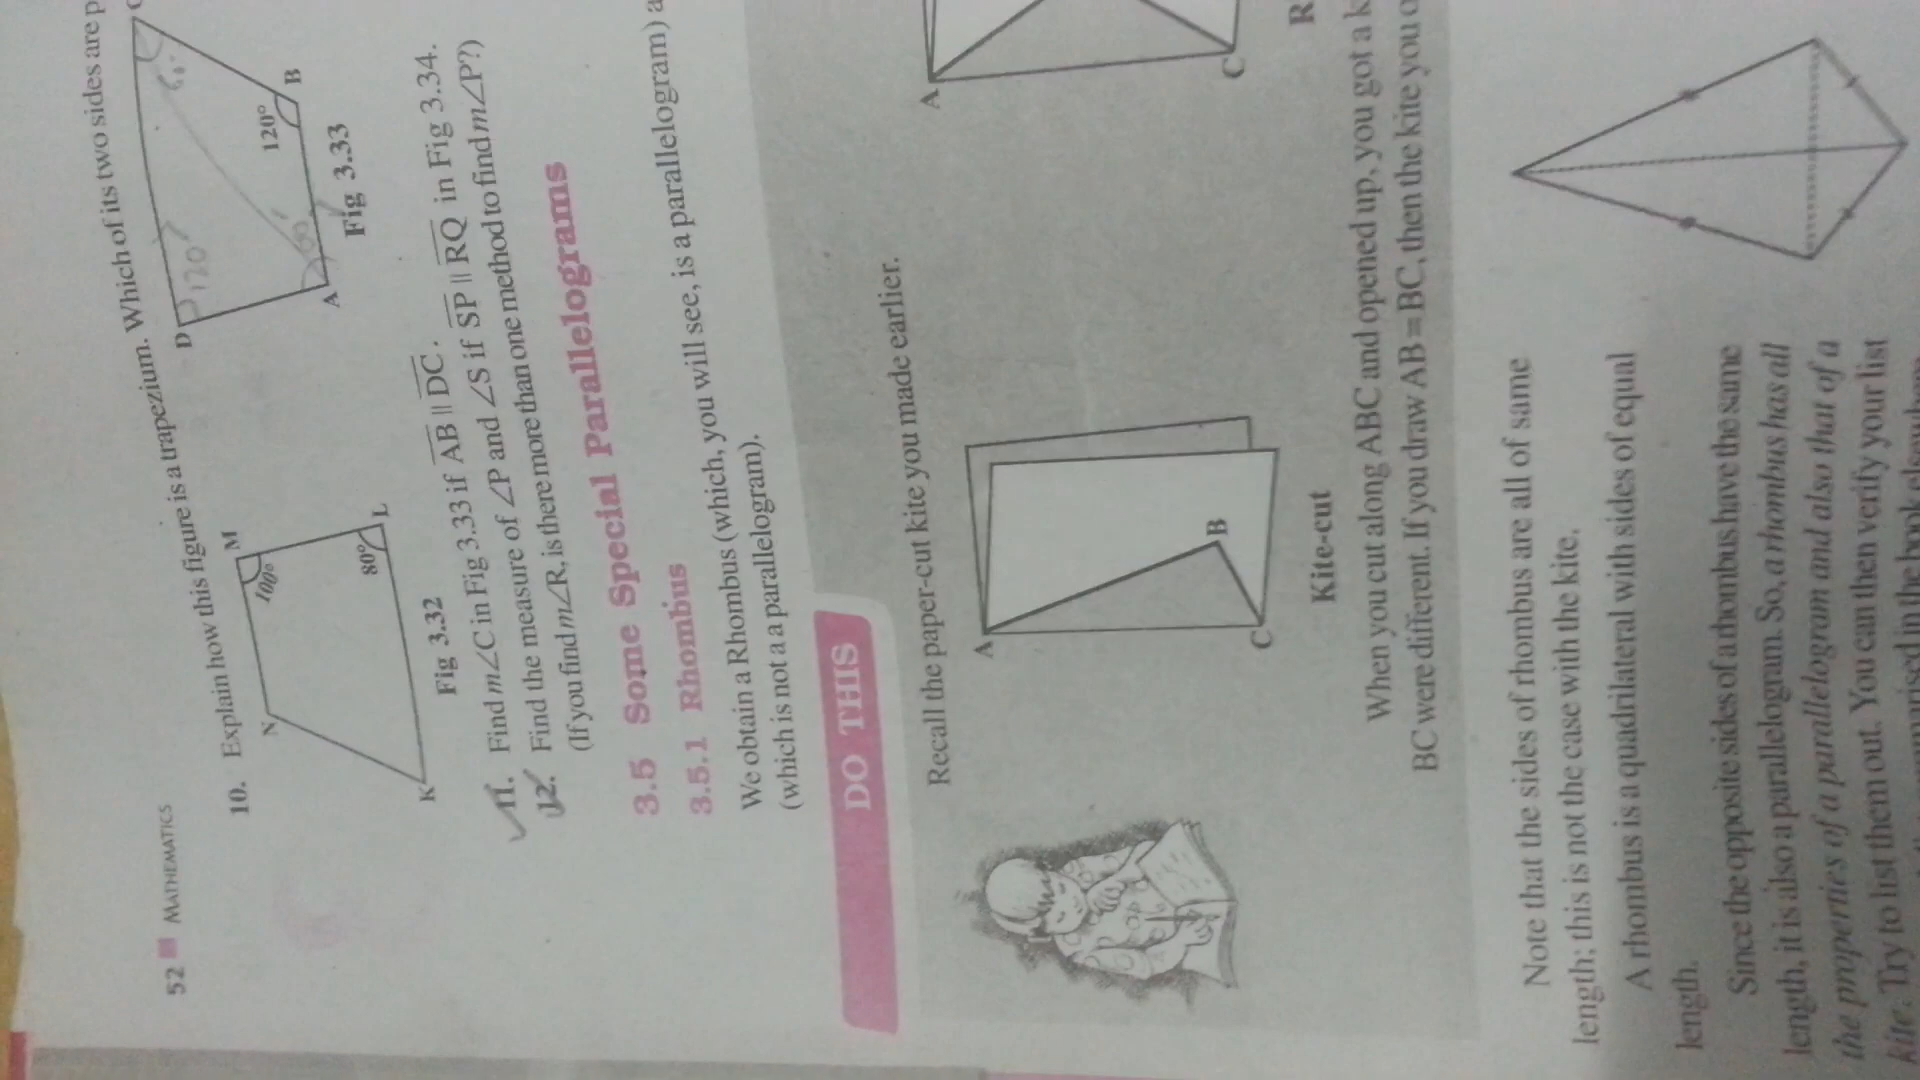 52 MATHEMATICS
10. Explain how this figure is a trapezium. Which of its two sides are p
N
M
100°
80°
L
K
Fig 3.32
D
C
120°
60°
120°
B
A
Fig 3.33
11. Find m∠C in Fig 3.33 if AB || DC.
12. Find the measure of ∠P and ∠S if SP || RQ in Fig 3.34.
(If you find m∠R, is there more than one method to find m∠P?)
3.5 Some Special Parallelograms
3.5.1 Rhombus
We obtain a Rhombus (which, you will see, is a parallelogram) a
(which is not a a parallelogram).
DO THIS
Recall the paper-cut kite you made earlier.
A
B
C
A
C
Kite-cut
R
When you cut along ABC and opened up, you got a k
BC were different. If you draw AB = BC, then the kite you o
Note that the sides of rhombus are all of same
length; this is not the case with the kite.
A rhombus is a quadrilateral with sides of equal
length.
Since the opposite sides of a rhombus have the same
length, it is also a parallelogram. So, a rhombus has all
the properties of a parallelogram and also that of a
kite. Try to list them out. You can then verify your list
in the book elsewhere